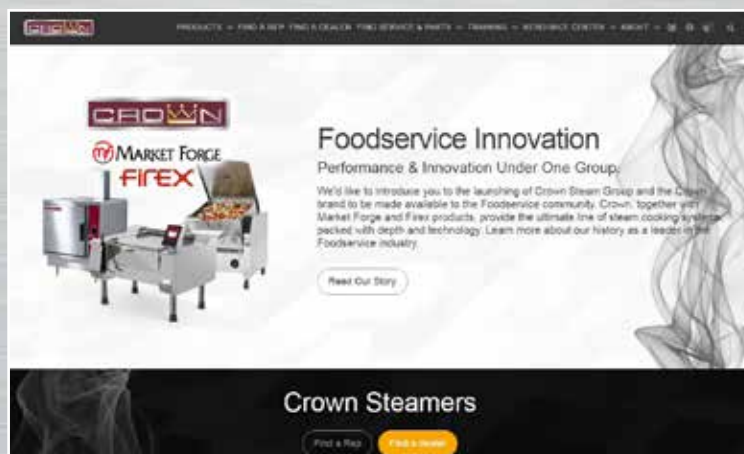 CROWN
PRODUCTS FIND A REP FIND A DEALER FIND SERVICE & PARTS TRAINING RESOURCE CENTER ABOUT
CROWN
MARKET FORGE
FIREX
Foodservice Innovation
Performance & Innovation Under One Group.
We'd like to introduce you to the launching of Crown Steam Group and the Crown
brand to be made available to the Foodservice community. Crown, together with
Market Forge and Firex products, provide the ultimate line of steam cooking systems
packed with depth and technology. Learn more about our history as a leader in the
Foodservice industry.
Read Our Story
Crown Steamers
Find a Rep
Find a dealer